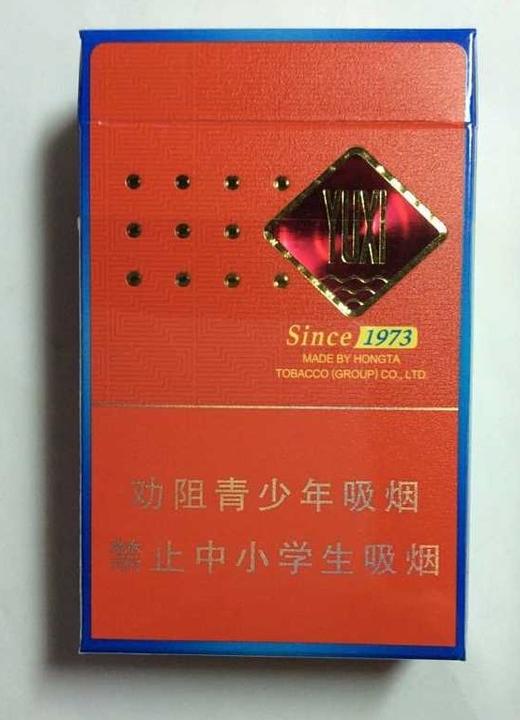 YUXI
Since 1973
MADE BY HONGTA
TOBACCO (GROUP) CO., LTD.
劝阻青少年吸烟
禁止中小学生吸烟